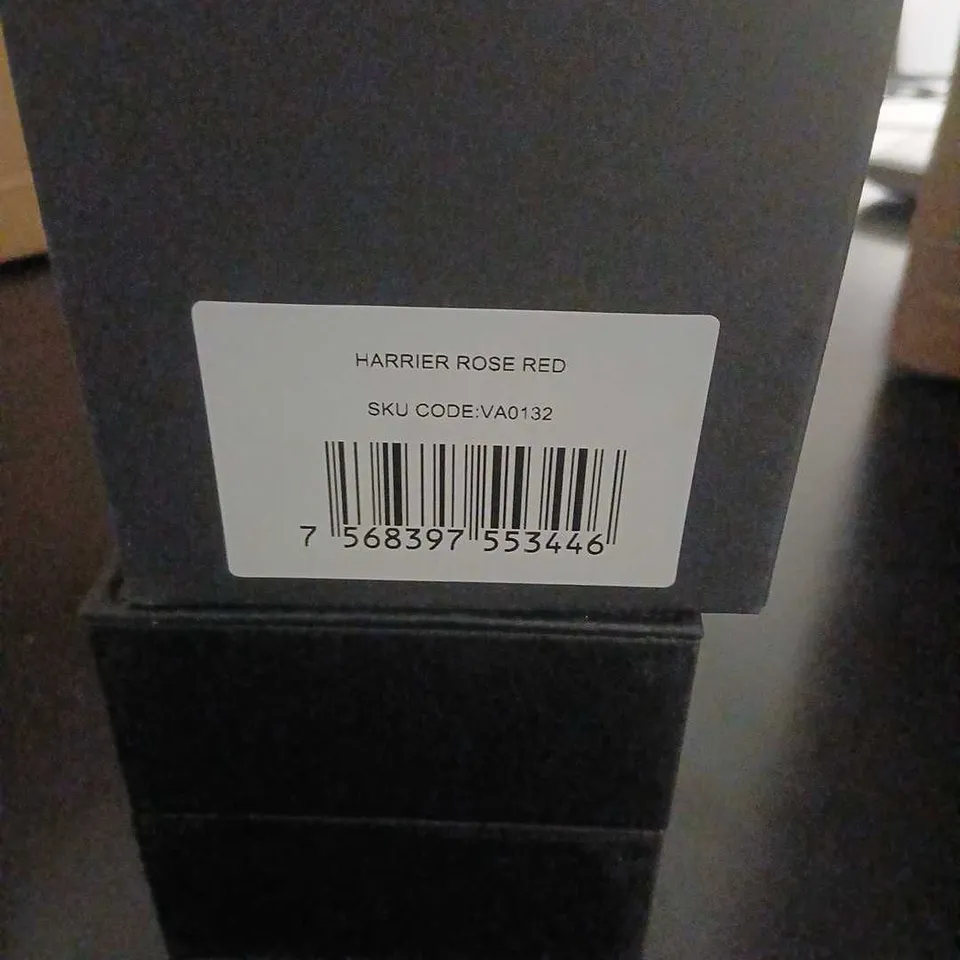 HARRIER ROSE RED
SKU CODE:VA0132
7 568397 553446